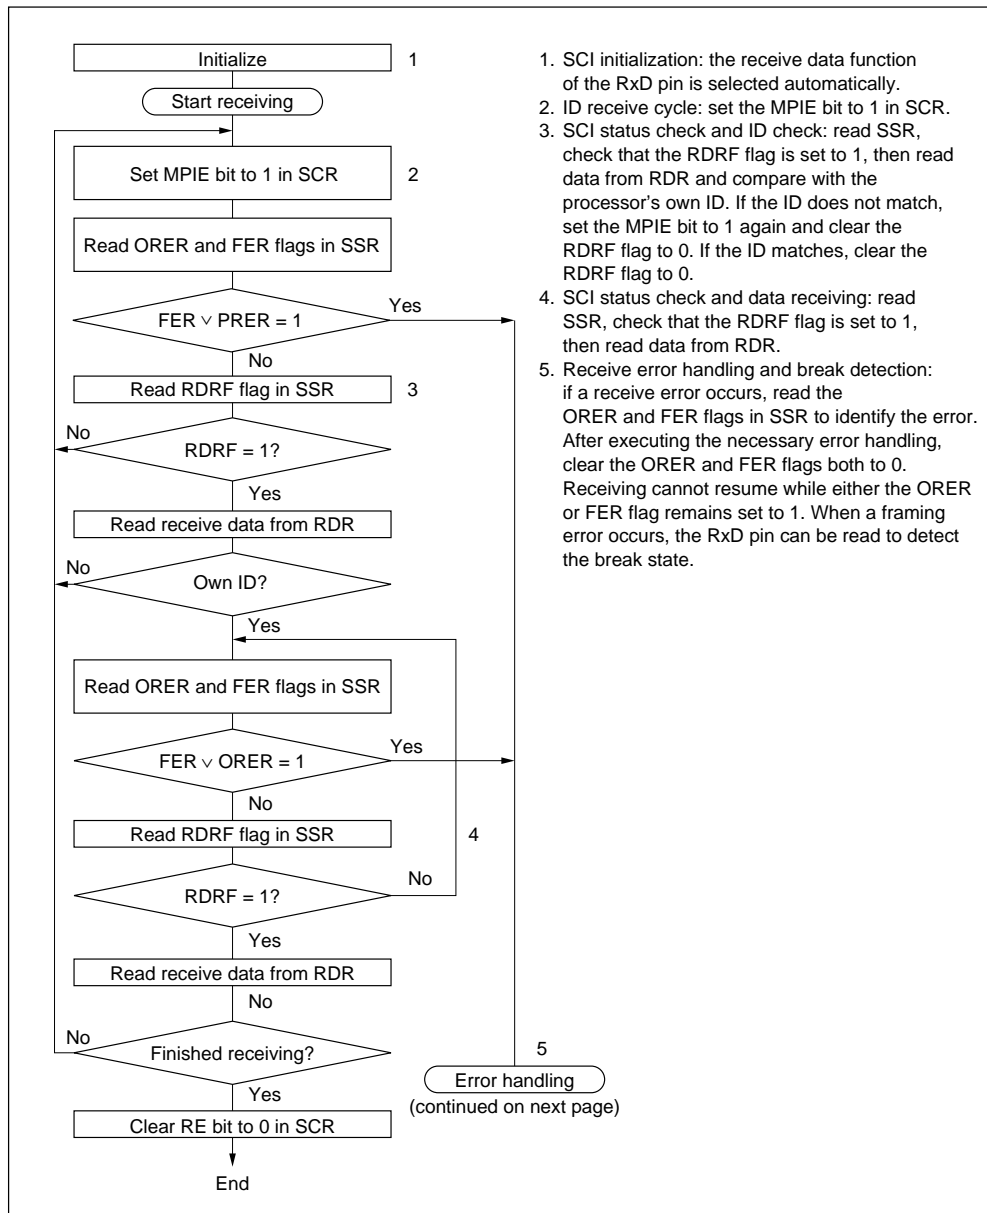 Initialize
1
Start receiving
Set MPIE bit to 1 in SCR
2
Read ORER and FER flags in SSR
Yes
FER ∨ PRER = 1
No
Read RDRF flag in SSR
3
No
RDRF = 1?
Yes
Read receive data from RDR
No
Own ID?
Yes
Read ORER and FER flags in SSR
Yes
FER ∨ ORER = 1
No
Read RDRF flag in SSR
4
No
RDRF = 1?
Yes
Read receive data from RDR
No
No
Finished receiving?
Yes
Clear RE bit to 0 in SCR
End
5
Error handling
(continued on next page)
1. SCI initialization: the receive data function
of the RxD pin is selected automatically.
2. ID receive cycle: set the MPIE bit to 1 in SCR.
3. SCI status check and ID check: read SSR,
check that the RDRF flag is set to 1, then read
data from RDR and compare with the
processor's own ID. If the ID does not match,
set the MPIE bit to 1 again and clear the
RDRF flag to 0. If the ID matches, clear the
RDRF flag to 0.
4. SCI status check and data receiving: read
SSR, check that the RDRF flag is set to 1,
then read data from RDR.
5. Receive error handling and break detection:
if a receive error occurs, read the
ORER and FER flags in SSR to identify the error.
After executing the necessary error handling,
clear the ORER and FER flags both to 0.
Receiving cannot resume while either the ORER
or FER flag remains set to 1. When a framing
error occurs, the RxD pin can be read to detect
the break state.